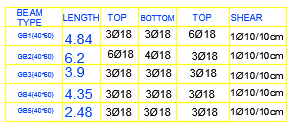 BEAM TYPE LENGTH TOP BOTTOM TOP SHEAR
GB1(40*60) 4.84 3Ø18 3Ø18 6Ø18 1Ø10/10cm
GB2(40*60) 6.2 6Ø18 4Ø18 3Ø18 1Ø10/10cm
GB3(40*60) 3.9 3Ø18 3Ø18 3Ø18 1Ø10/10cm
GB4(40*60) 4.35 3Ø18 3Ø18 3Ø18 1Ø10/10cm
GB5(40*60) 2.48 3Ø18 3Ø18 3Ø18 1Ø10/10cm